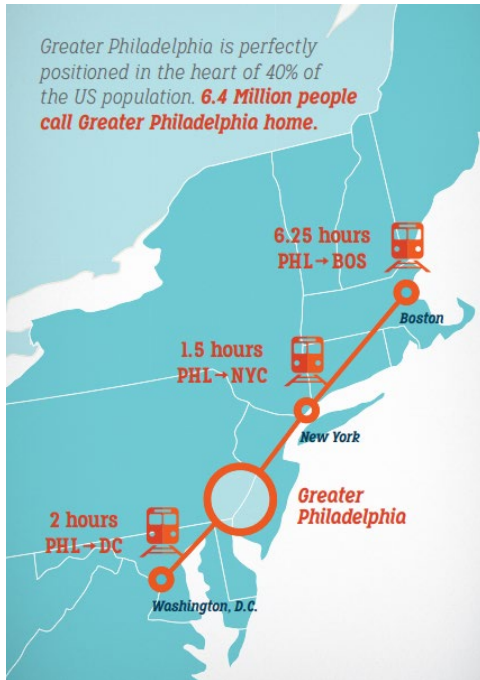 Greater Philadelphia is perfectly
positioned in the heart of 40% of
the US population. 6.4 Million people
call Greater Philadelphia home.
6.25 hours
PHL→BOS
Boston
1.5 hours
PHL→NYC
New York
Greater
Philadelphia
2 hours
PHL→DC
Washington, D.C.